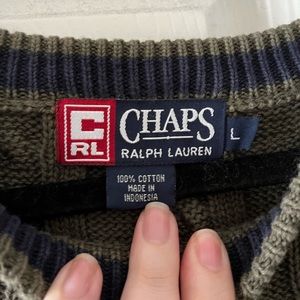 C
RL
CHAPS
RALPH LAUREN
L
100% COTTON
MADE IN
INDONESIA